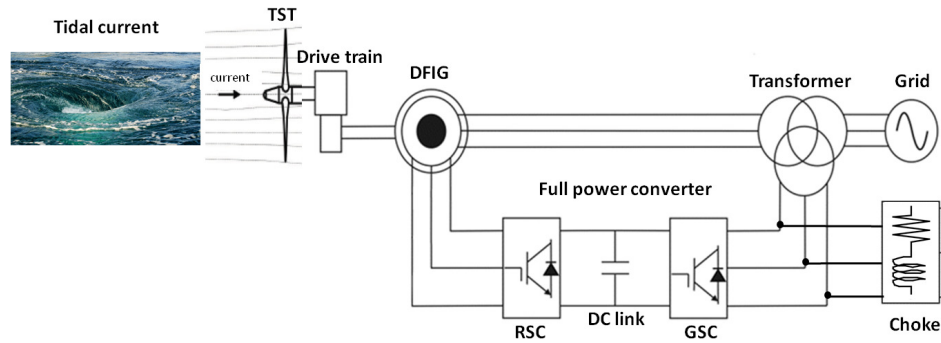 TST
Tidal current
Drive train
current
DFIG
Transformer
Grid
Full power converter
RSC
DC link
GSC
Choke